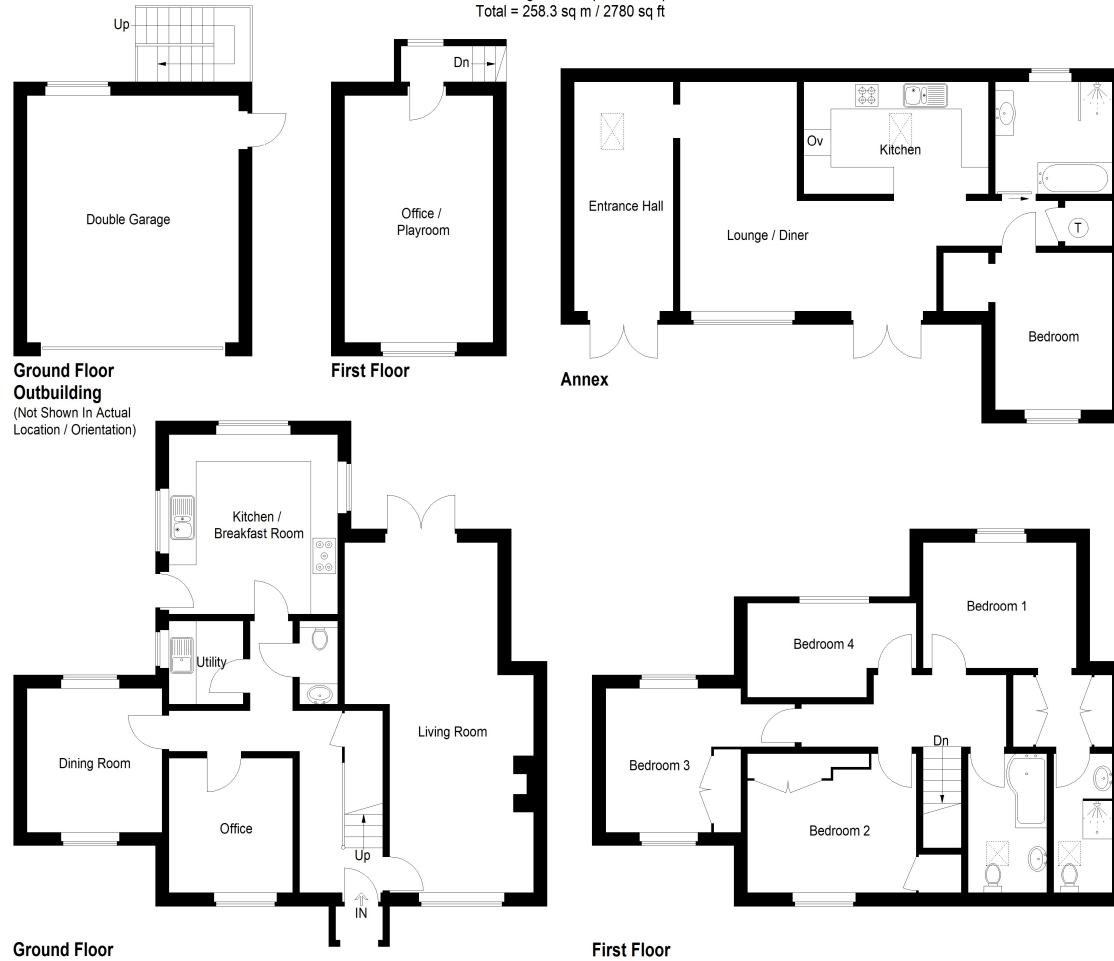 Total = 258.3 sq m / 2780 sq ft
Up
Double Garage
Ground Floor
Outbuilding
(Not Shown In Actual
Location / Orientation)
Dn
Office /
Playroom
First Floor
Entrance Hall
Lounge / Diner
Ov
Kitchen
T
Bedroom
Annex
Kitchen /
Breakfast Room
Utility
Dining Room
Office
Living Room
Up
IN
Ground Floor
Bedroom 1
Bedroom 4
Bedroom 3
Dn
Bedroom 2
First Floor